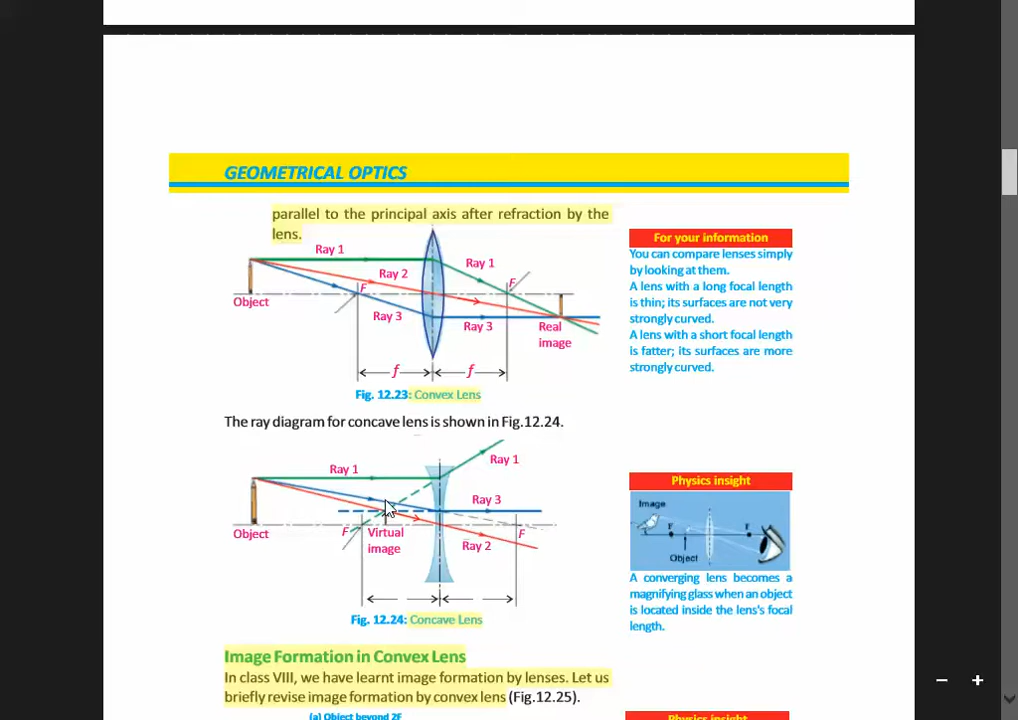 GEOMETRICAL OPTICS
parallel to the principal axis after refraction by the
lens.
Ray 1
Ray 1
Ray 2
F
F
Object
Ray 3
Ray 3
Real
image
f
f
Fig. 12.23: Convex Lens
The ray diagram for concave lens is shown in Fig.12.24.
Ray 1
Ray 1
Ray 3
Object
F
Virtual
image
Ray 2
F
Fig. 12.24: Concave Lens
Image Formation in Convex Lens
In class VIII, we have learnt image formation by lenses. Let us
briefly revise image formation by convex lens (Fig.12.25).
(a) Object beyond 2F
For your information
You can compare lenses simply
by looking at them.
A lens with a long focal length
is thin; its surfaces are not very
strongly curved.
A lens with a short focal length
is fatter; its surfaces are more
strongly curved.
Physics insight
Image
F
F
Object
A converging lens becomes a
magnifying glass when an object
is located inside the lens's focal
length.
Physics insight